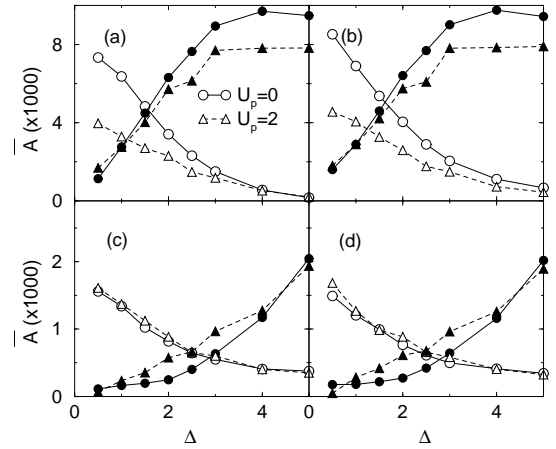 (a)
(b)
8
4
0
A (x1000)
U_p=0
U_p=2
(c)
(d)
2
1
0
A (x1000)
0 2 4 0 2 4
Δ Δ